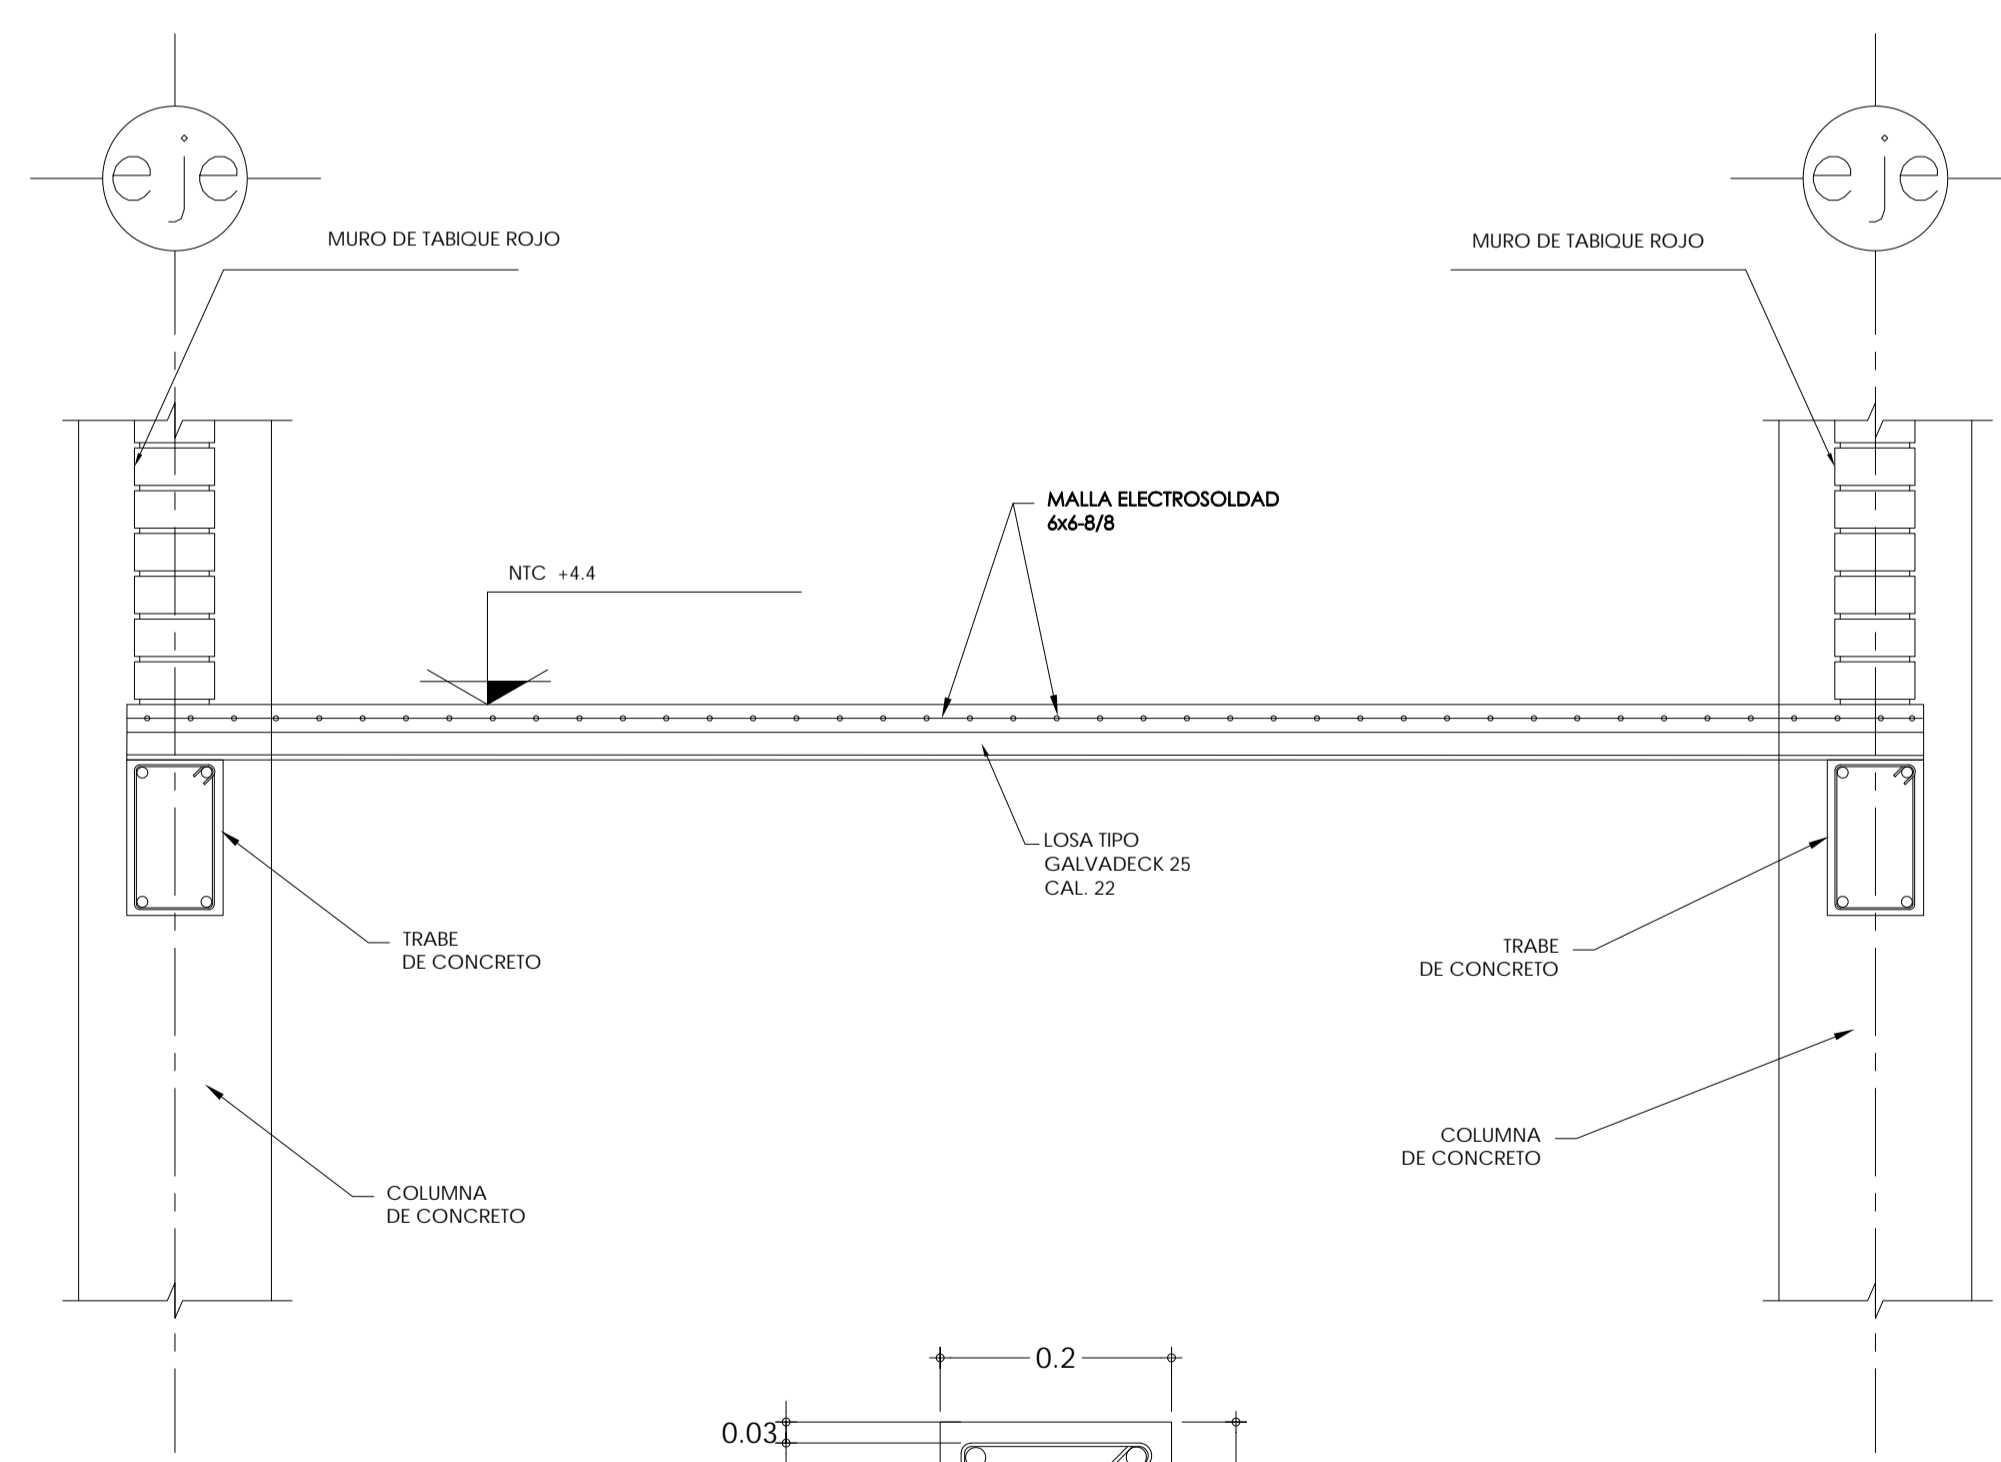 eje
eje
MURO DE TABIQUE ROJO
MURO DE TABIQUE ROJO
MALLA ELECTROSOLDAD
6x6-8/8
NTC +4.4
LOSA TIPO
GALVADECK 25
CAL. 22
TRABE
DE CONCRETO
TRABE
DE CONCRETO
COLUMNA
DE CONCRETO
COLUMNA
DE CONCRETO
0.2
0.03